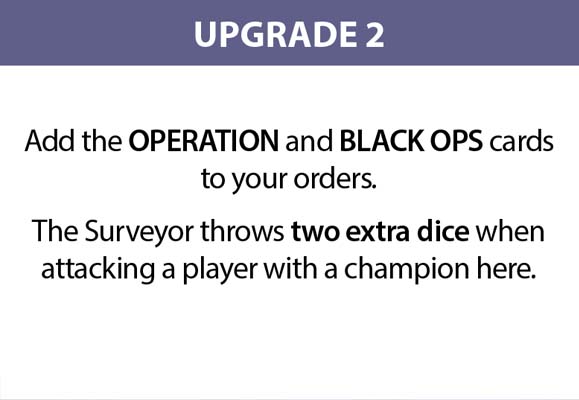 UPGRADE 2
Add the OPERATION and BLACK OPS cards
to your orders.
The Surveyor throws two extra dice when
attacking a player with a champion here.